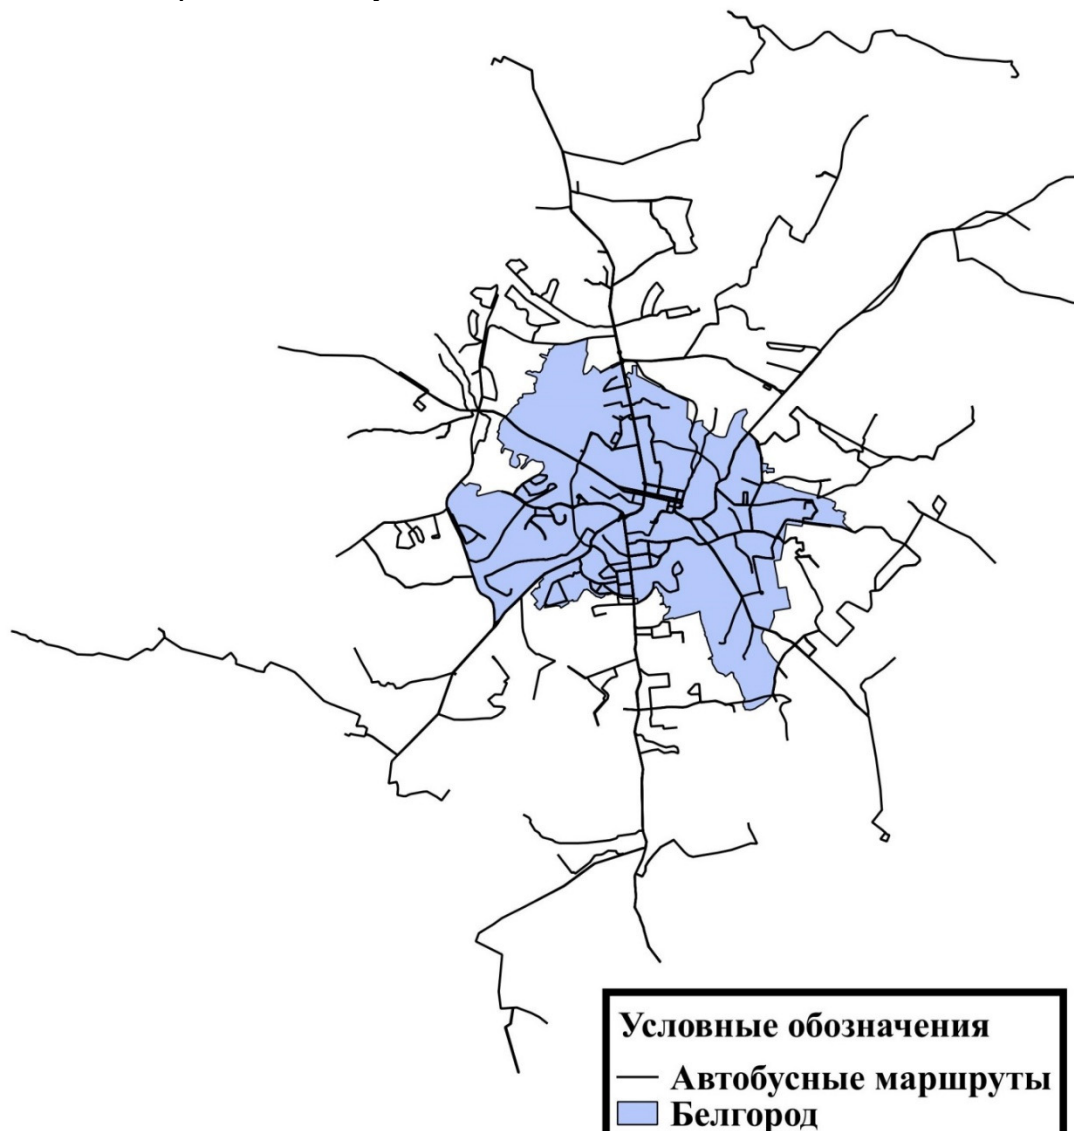 Условные обозначения
Автобусные маршруты
Белгород